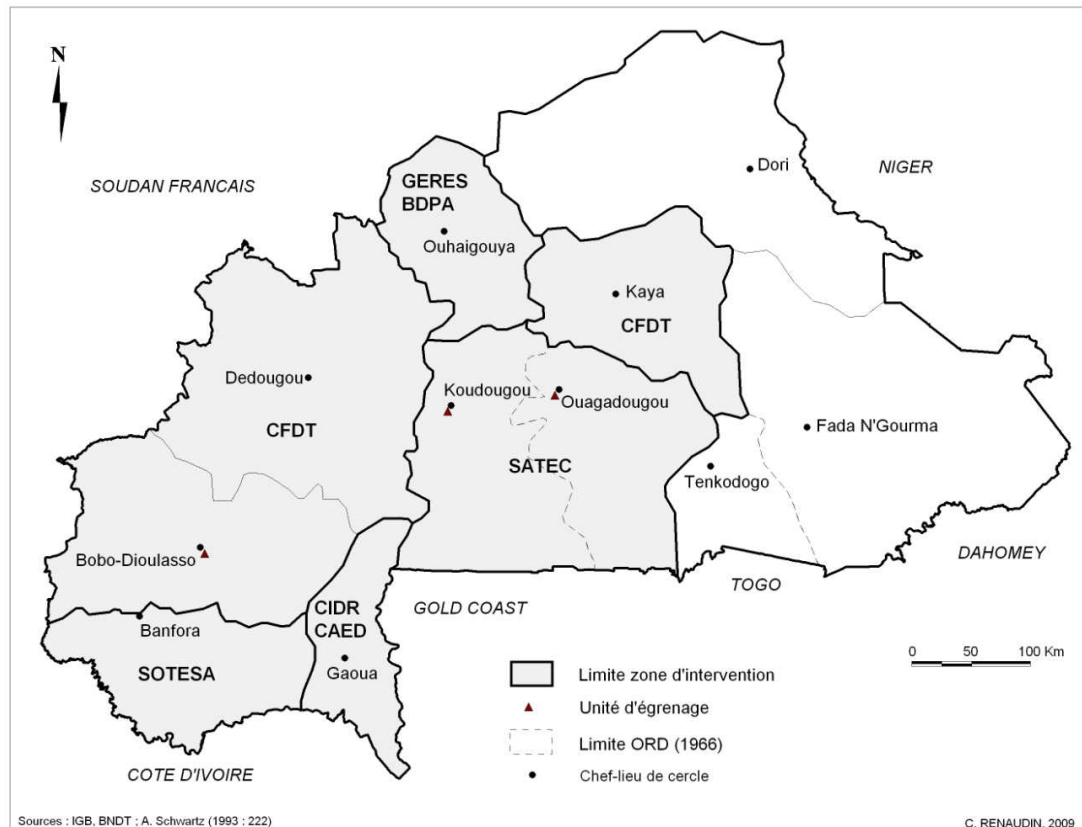 N
SOUDAN FRANCAIS
NIGER
Dori
GERES
BDPA
Ouhaigouya
Kaya
CFDT
Dedougou
CFDT
Koudougou
Ouagadougou
SATEC
Fada N'Gourma
Tenkodogo
Bobo-Dioulasso
DAHOMEY
TOGO
GOLD COAST
CIDR
CAED
Banfora
SOTESA
Gaoua
COTE D'IVOIRE
0 50 100 Km
Limite zone d'intervention
Unité d'égrenage
Limite ORD (1966)
Chef-lieu de cercle
Sources : IGB, BNDT ; A. Schwartz (1993 : 222)
C. RENAUDIN, 2009